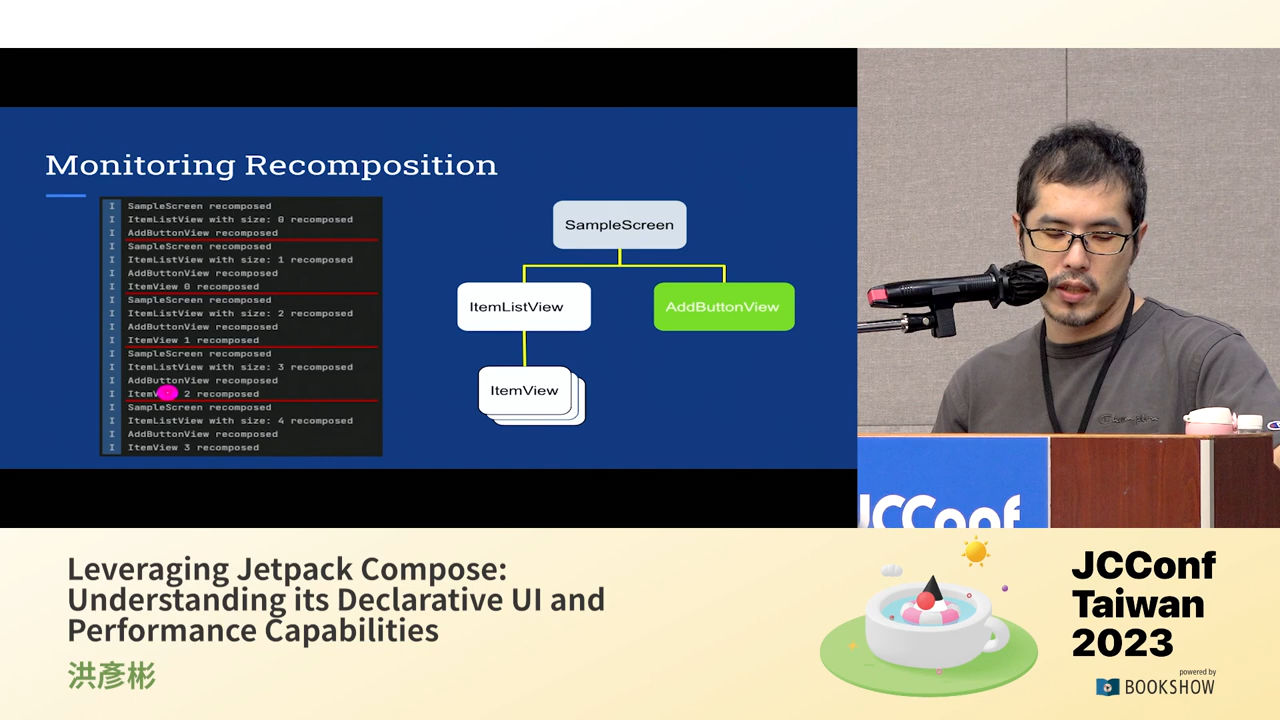 Monitoring Recomposition
I SampleScreen recomposed
I ItemListView with size: 0 recomposed
I AddButtonView recomposed
I SampleScreen recomposed
I ItemListView with size: 1 recomposed
I AddButtonView recomposed
I ItemView 0 recomposed
I SampleScreen recomposed
I ItemListView with size: 2 recomposed
I AddButtonView recomposed
I ItemView 1 recomposed
I SampleScreen recomposed
I ItemListView with size: 3 recomposed
I AddButtonView recomposed
I ItemV 2 recomposed
I SampleScreen recomposed
I ItemListView with size: 4 recomposed
I AddButtonView recomposed
I ItemView 3 recomposed
SampleScreen
ItemListView
AddButtonView
ItemView
Champion
JCConf
Leveraging Jetpack Compose:
Understanding its Declarative UI and
Performance Capabilities
洪彥彬
JCConf
Taiwan
2023
powered by
BOOKSHOW